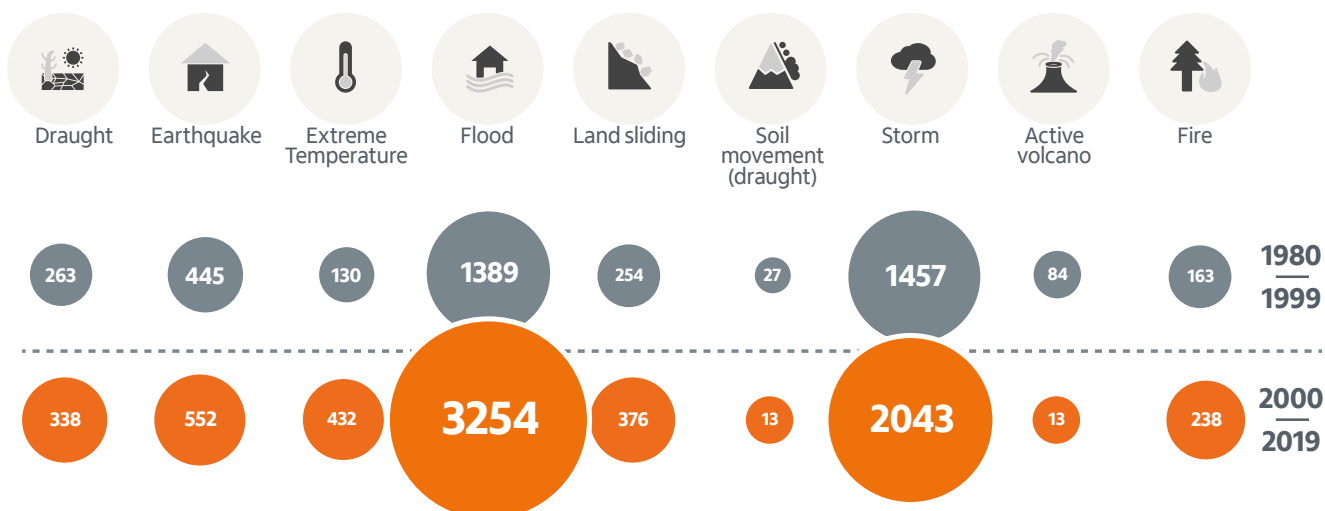 Draught
Earthquake
Extreme
Temperature
Flood
Land sliding
Soil
movement
(draught)
Storm
Active
volcano
Fire
263
445
130
1389
254
27
1457
84
163
1980
1999
338
552
432
3254
376
13
2043
13
238
2000
2019